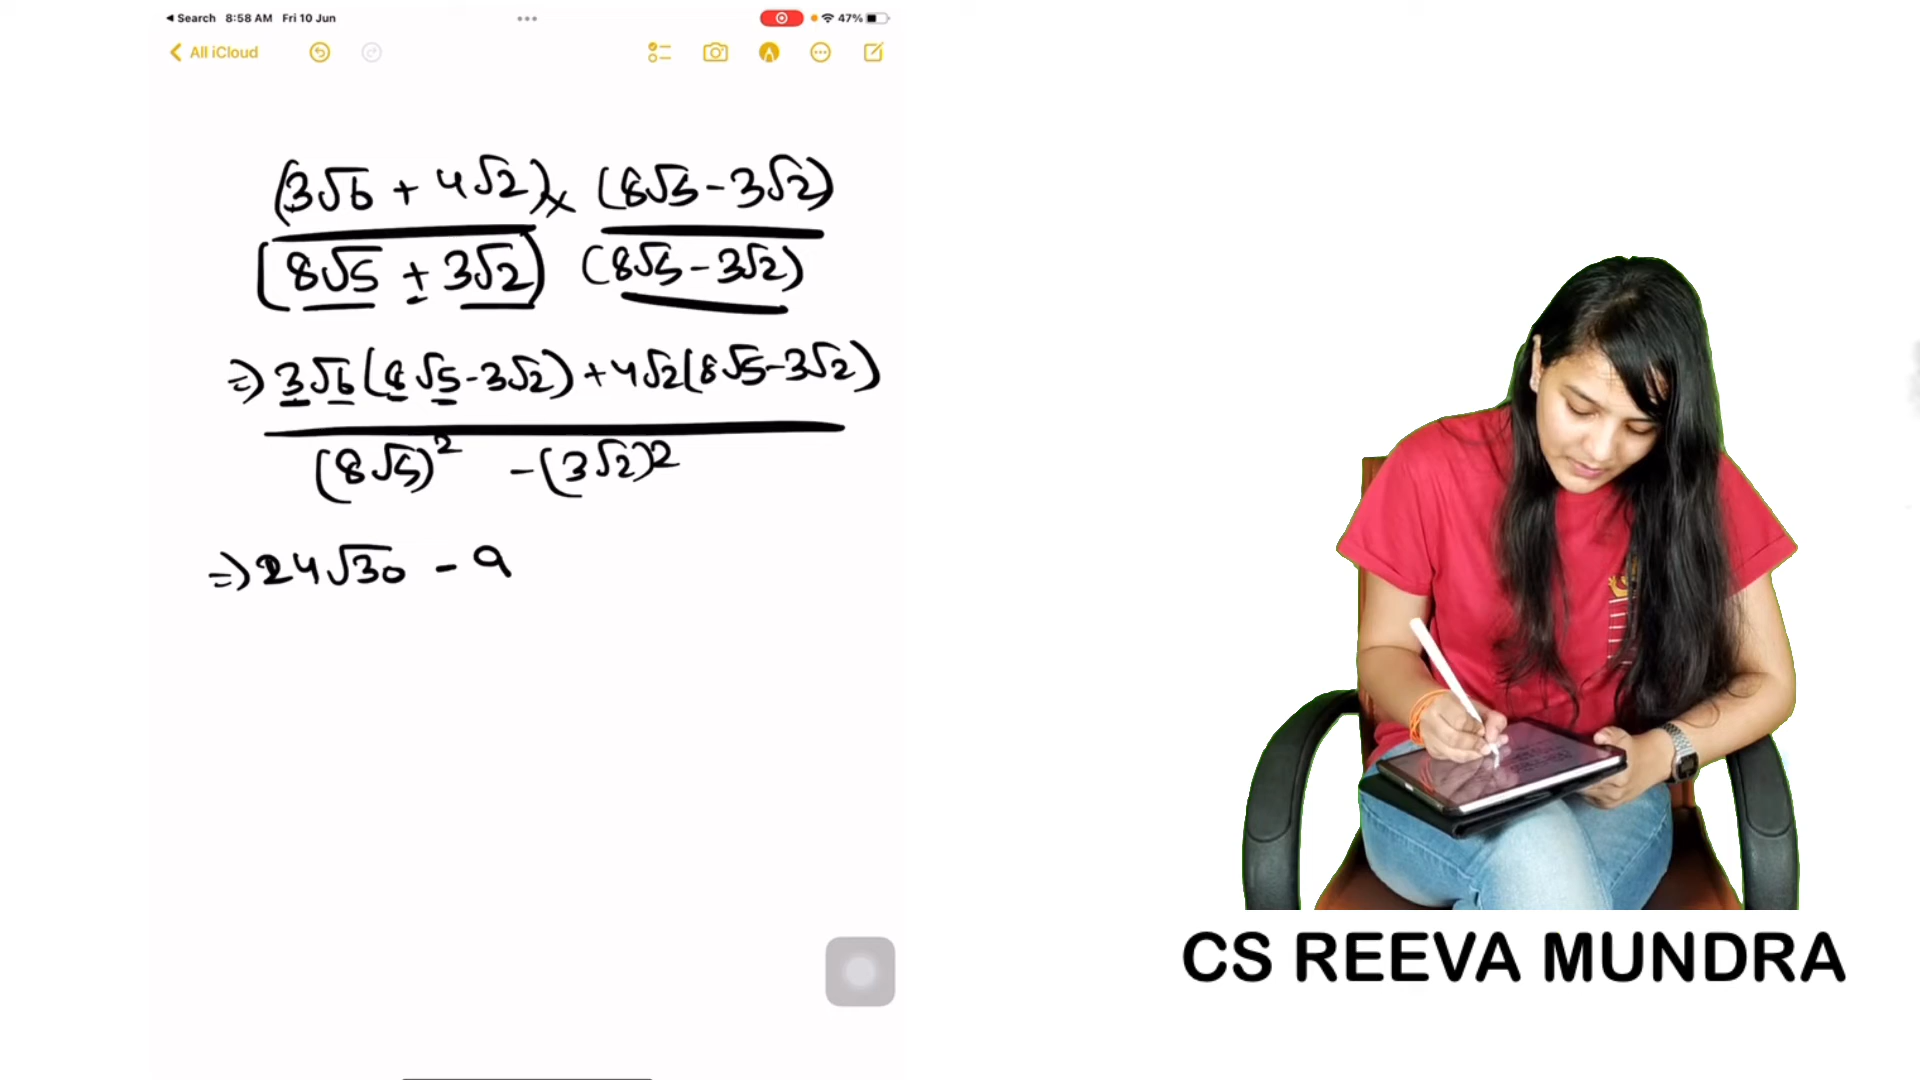 Search 8:58 AM Fri 10 Jun 47%
All iCloud
(3√6 + 4√2) × (8√5 - 3√2)
(8√5 + 3√2) (8√5 - 3√2)
=> 3√6(8√5 - 3√2) + 4√2(8√5 - 3√2)
(8√5)² - (3√2)²
=> 24√30 - 9
CS REEVA MUNDRA